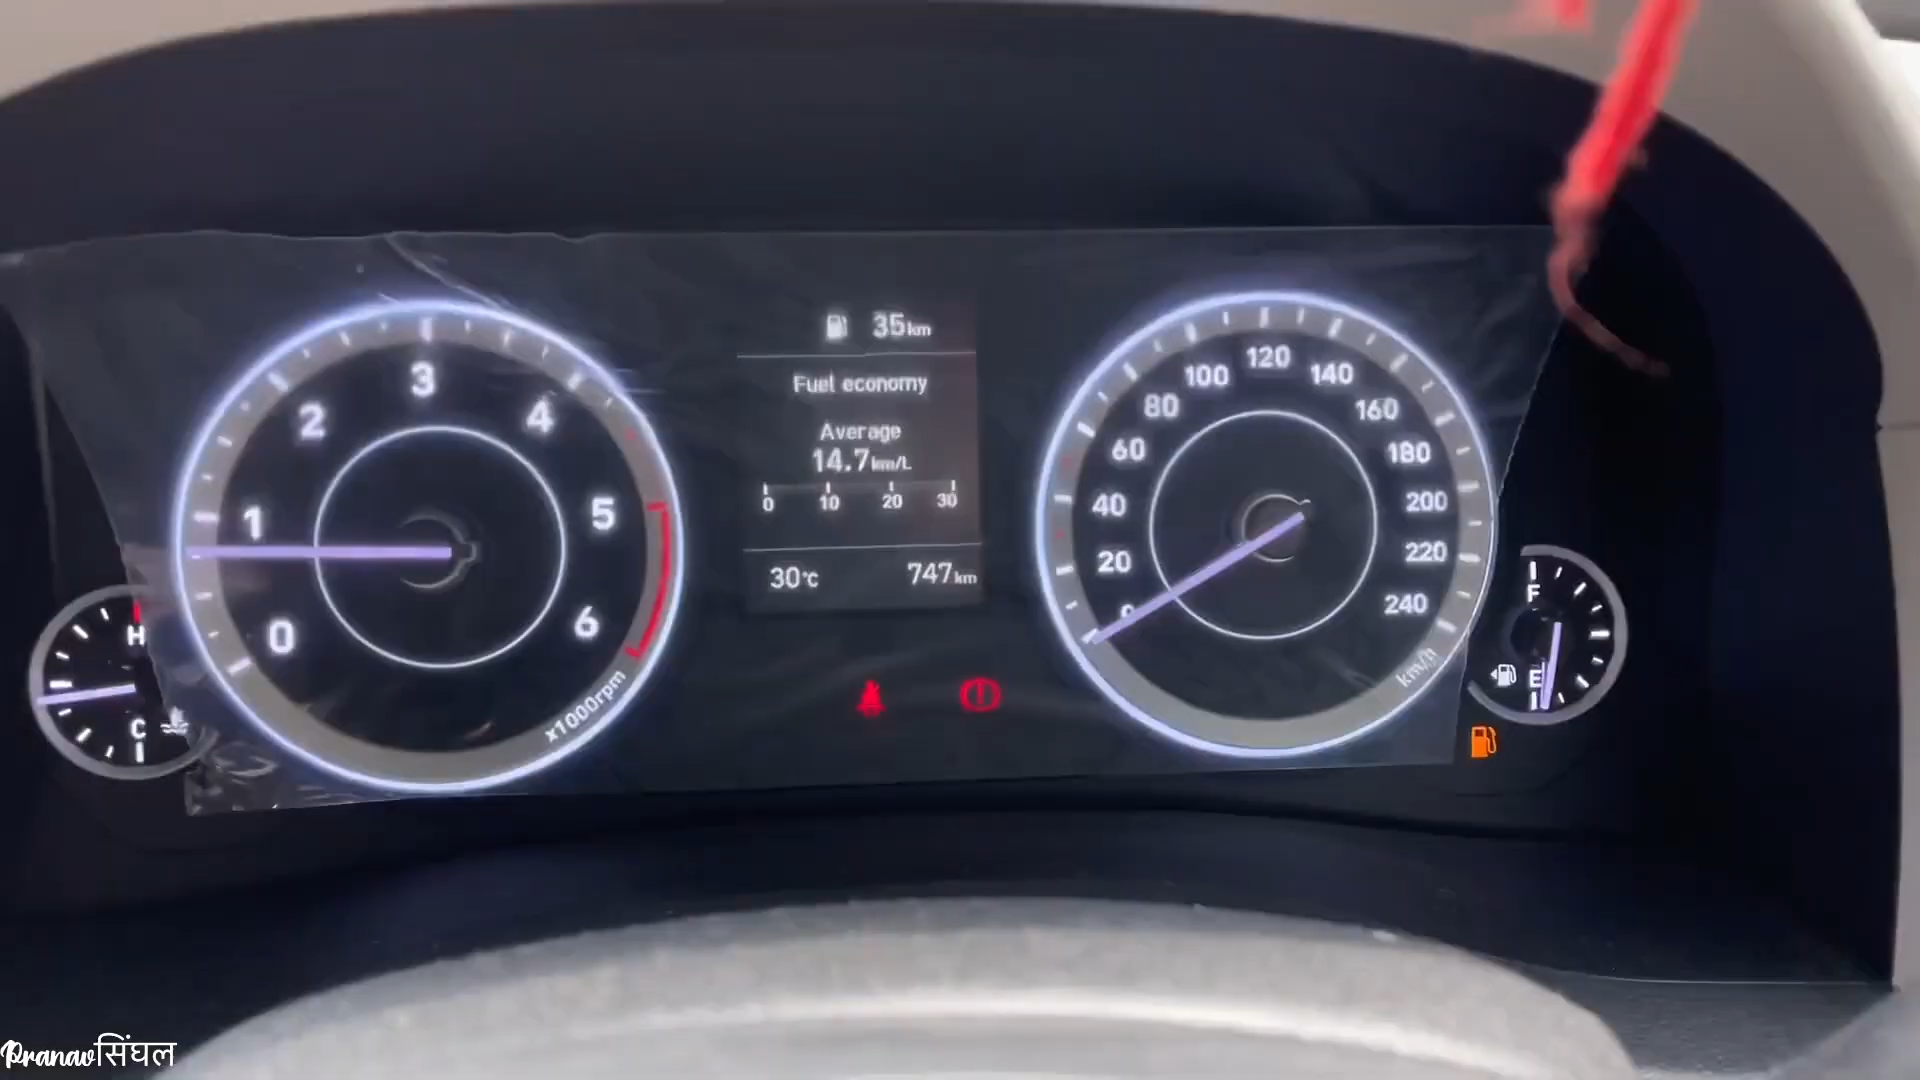 35km
Fuel economy
Average
14.7km/L
0 10 20 30
30°C 747km
0 1 2 3 4 5 6
x1000rpm
0 20 40 60 80 100 120 140 160 180 200 220 240
km/h
H
C
F
E
Pranavसिंघल